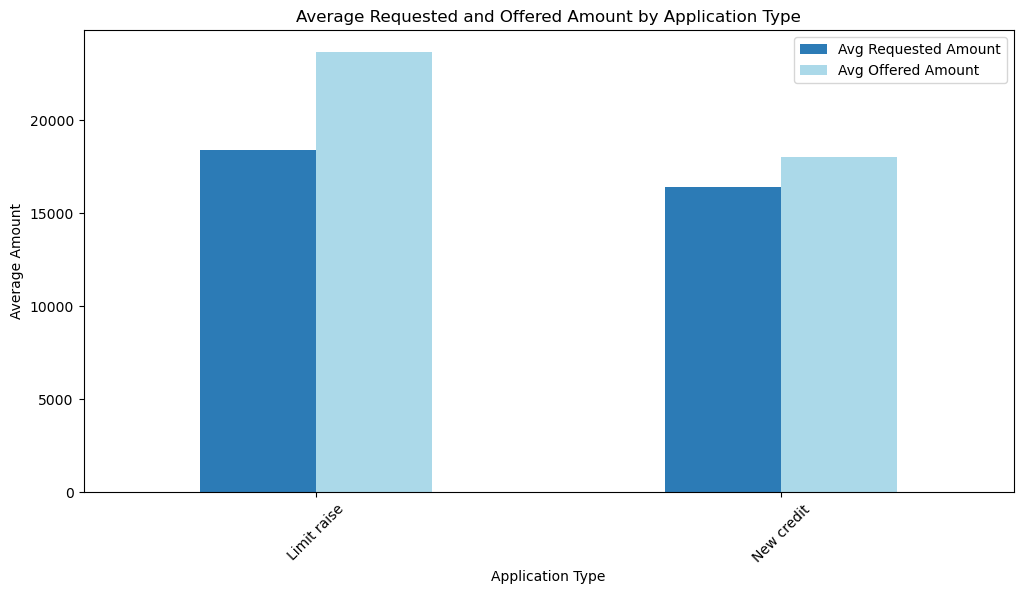 Average Requested and Offered Amount by Application Type
Avg Requested Amount
Avg Offered Amount
20000
15000
10000
5000
0
Average Amount
Limit raise
New credit
Application Type